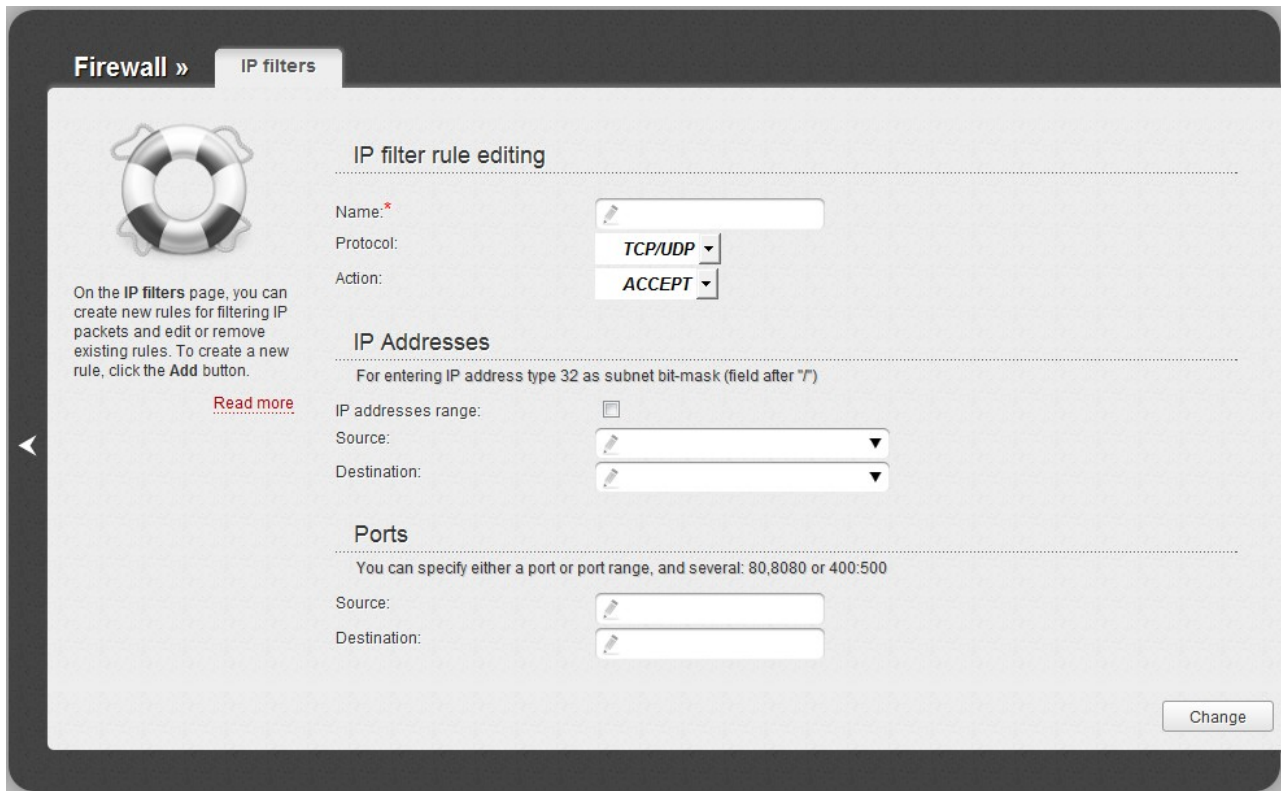 Firewall »
IP filters
On the IP filters page, you can
create new rules for filtering IP
packets and edit or remove
existing rules. To create a new
rule, click the Add button.
Read more
IP filter rule editing
Name:*
Protocol: TCP/UDP
Action: ACCEPT
IP Addresses
For entering IP address type 32 as subnet bit-mask (field after "/")
IP addresses range:
Source:
Destination:
Ports
You can specify either a port or port range, and several: 80,8080 or 400:500
Source:
Destination:
Change